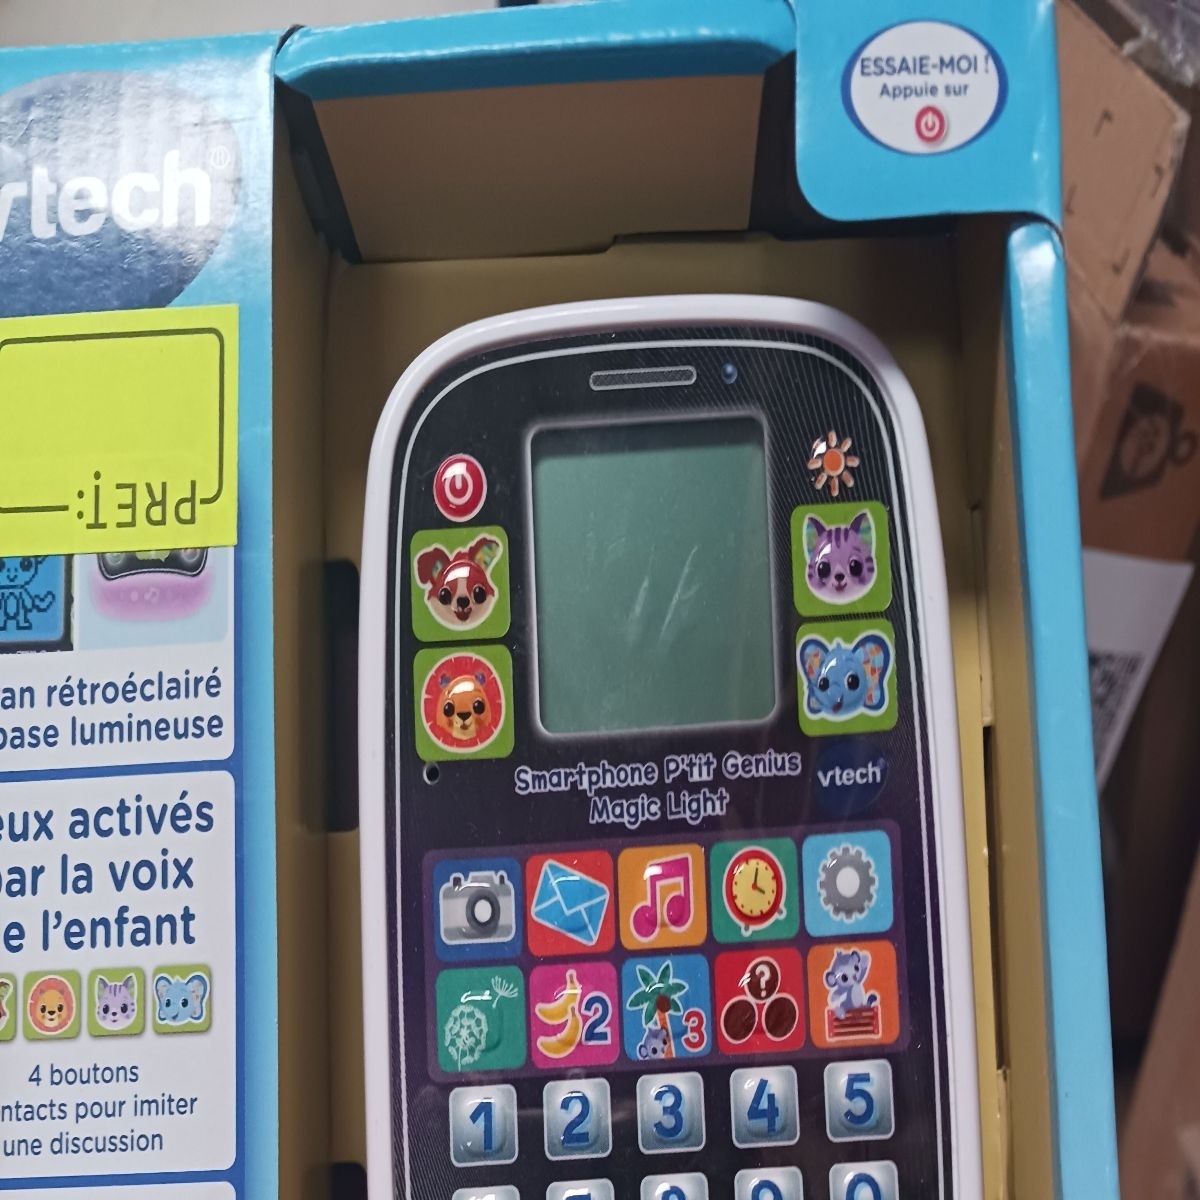 vtech®
PRET:
an rétroéclairé
base lumineuse
eux activés
par la voix
e l'enfant
4 boutons
ntacts pour imiter
une discussion
ESSAIE-MOI !
Appuie sur
Smartphone P'tit Genius
Magic Light
vtech
2
3
?
1 2 3 4 5